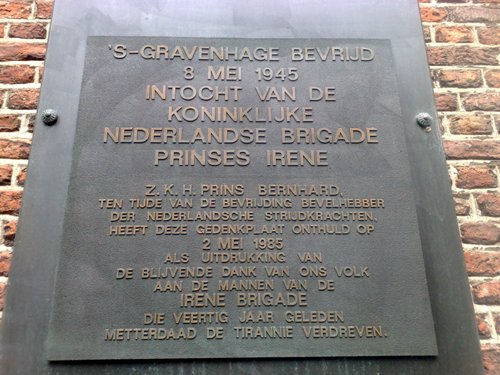 'S-GRAVENHAGE BEVRIJD
8 MEI 1945
INTOCHT VAN DE
KONINKLIJKE
NEDERLANDSE BRIGADE
PRINSES IRENE
Z.K.H. PRINS BERNHARD,
TEN TIJDE VAN DE BEVRIJDING BEVELHEBBER
DER NEDERLANDSCHE STRIJDKRACHTEN,
HEEFT DEZE GEDENKPLAAT ONTHULD OP
2 MEI 1985
ALS UITDRUKKING VAN
DE BLIJVENDE DANK VAN ONS VOLK
AAN DE MANNEN VAN DE
IRENE BRIGADE
DIE VEERTIG JAAR GELEDEN
METTERDAAD DE TIRANNIE VERDREVEN.